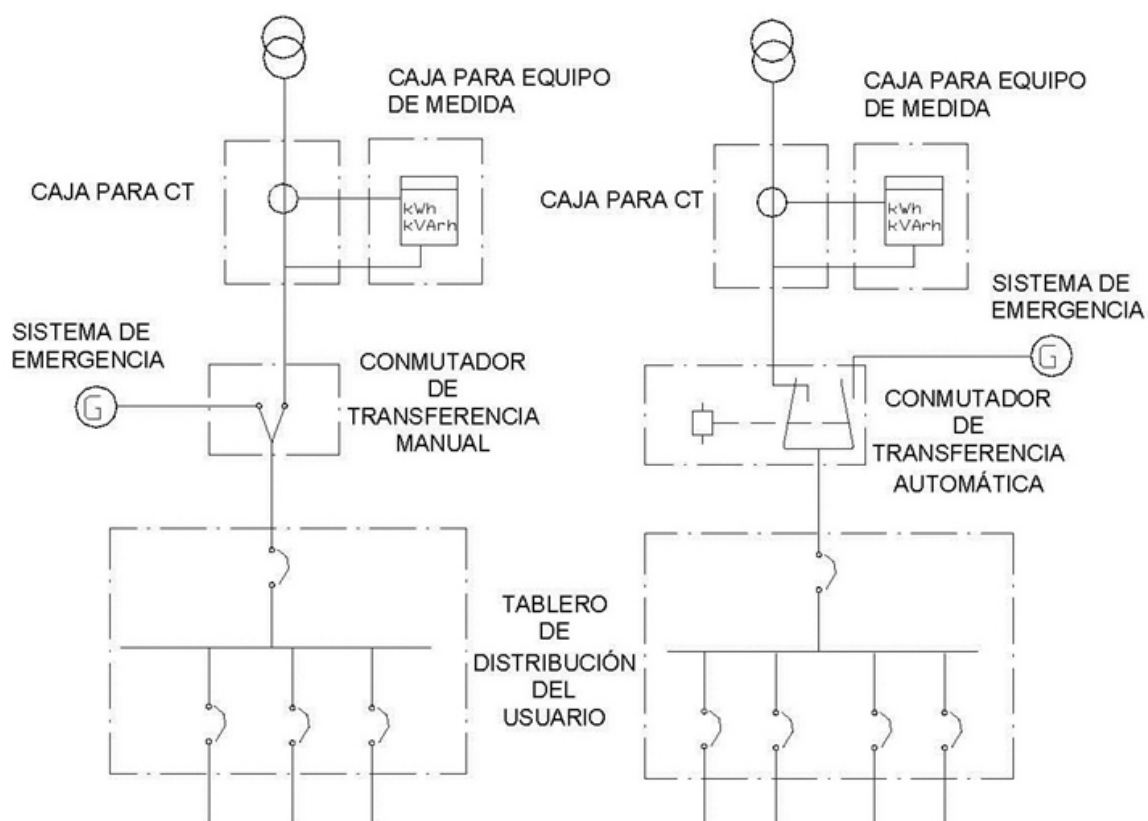 CAJA PARA EQUIPO
DE MEDIDA
CAJA PARA CT
kWh
kVArh
SISTEMA DE
EMERGENCIA
G
CONMUTADOR
DE
TRANSFERENCIA
MANUAL
CAJA PARA EQUIPO
DE MEDIDA
CAJA PARA CT
kWh
kVArh
SISTEMA DE
EMERGENCIA
G
CONMUTADOR
DE
TRANSFERENCIA
AUTOMÁTICA
TABLERO
DE
DISTRIBUCIÓN
DEL
USUARIO